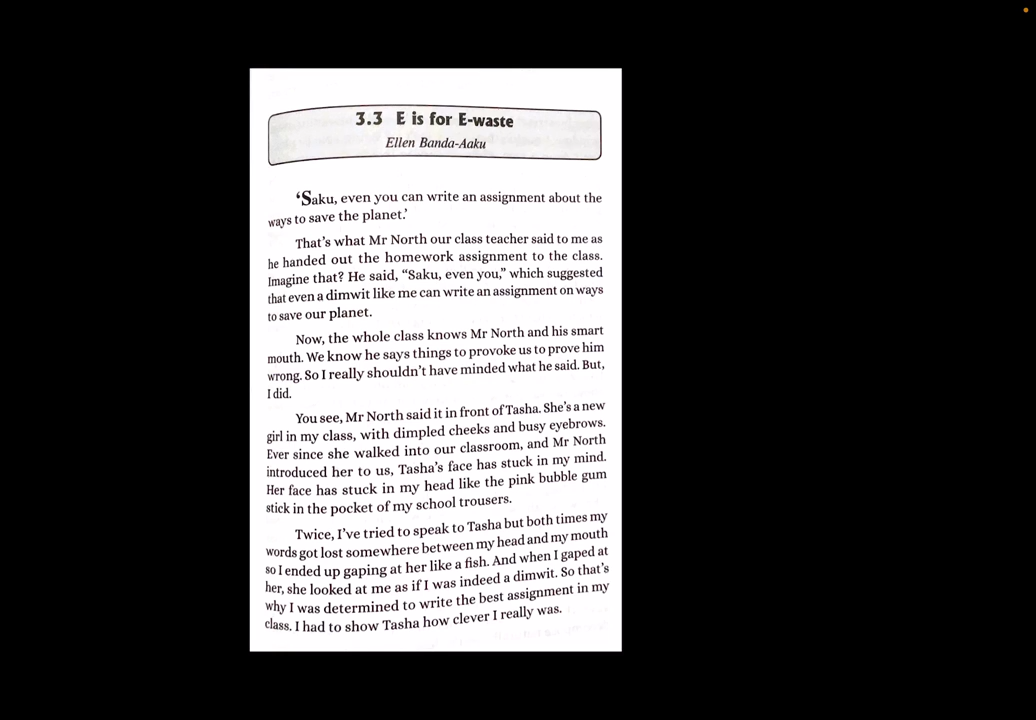 3.3 E is for E-waste
Ellen Banda-Aaku
‘Saku, even you can write an assignment about the
ways to save the planet.’
That’s what Mr North our class teacher said to me as
he handed out the homework assignment to the class.
Imagine that? He said, “Saku, even you,” which suggested
that even a dimwit like me can write an assignment on ways
to save our planet.
Now, the whole class knows Mr North and his smart
mouth. We know he says things to provoke us to prove him
wrong. So I really shouldn’t have minded what he said. But,
I did.
You see, Mr North said it in front of Tasha. She’s a new
girl in my class, with dimpled cheeks and busy eyebrows.
Ever since she walked into our classroom, and Mr North
introduced her to us, Tasha’s face has stuck in my mind.
Her face has stuck in my head like the pink bubble gum
stick in the pocket of my school trousers.
Twice, I’ve tried to speak to Tasha but both times my
words got lost somewhere between my head and my mouth
so I ended up gaping at her like a fish. And when I gaped at
her, she looked at me as if I was indeed a dimwit. So that’s
why I was determined to write the best assignment in my
class. I had to show Tasha how clever I really was.